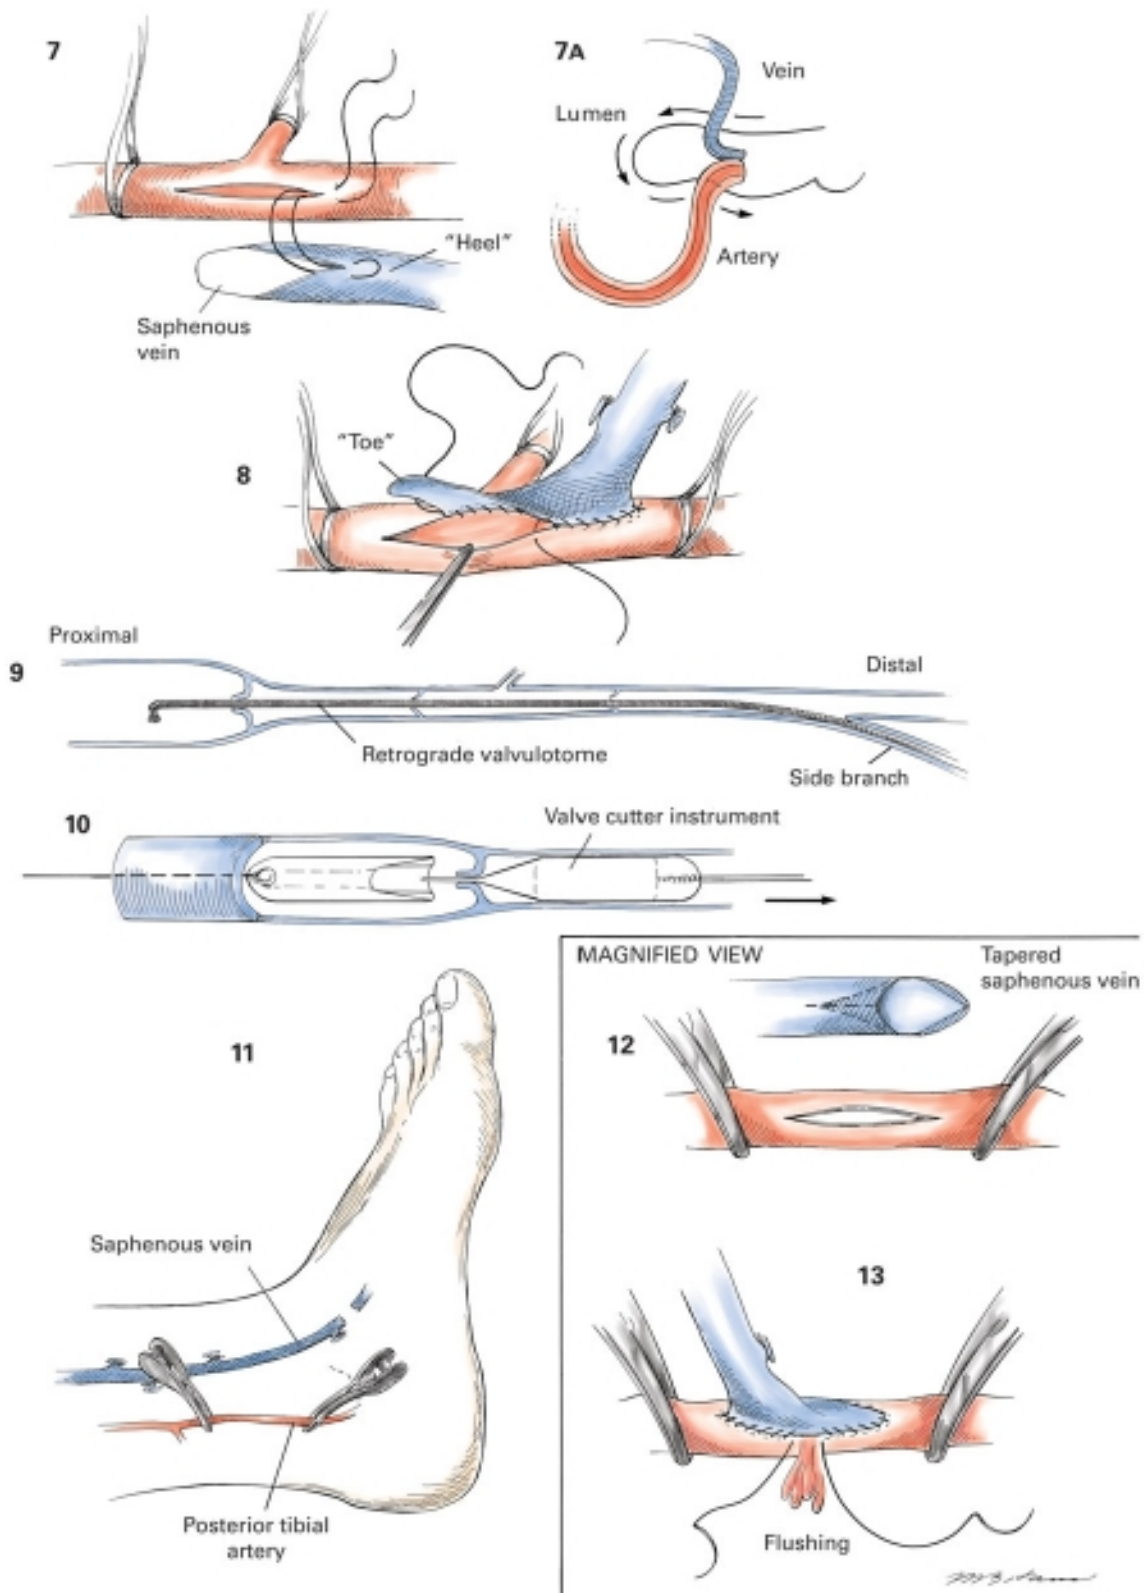 7
7A
Vein
Lumen
"Heel"
Artery
Saphenous
vein
"Toe"
8
Proximal
9
Distal
Retrograde valvulotome
Side branch
10
Valve cutter instrument
MAGNIFIED VIEW
Tapered
saphenous vein
11
12
Saphenous vein
13
Posterior tibial
artery
Flushing